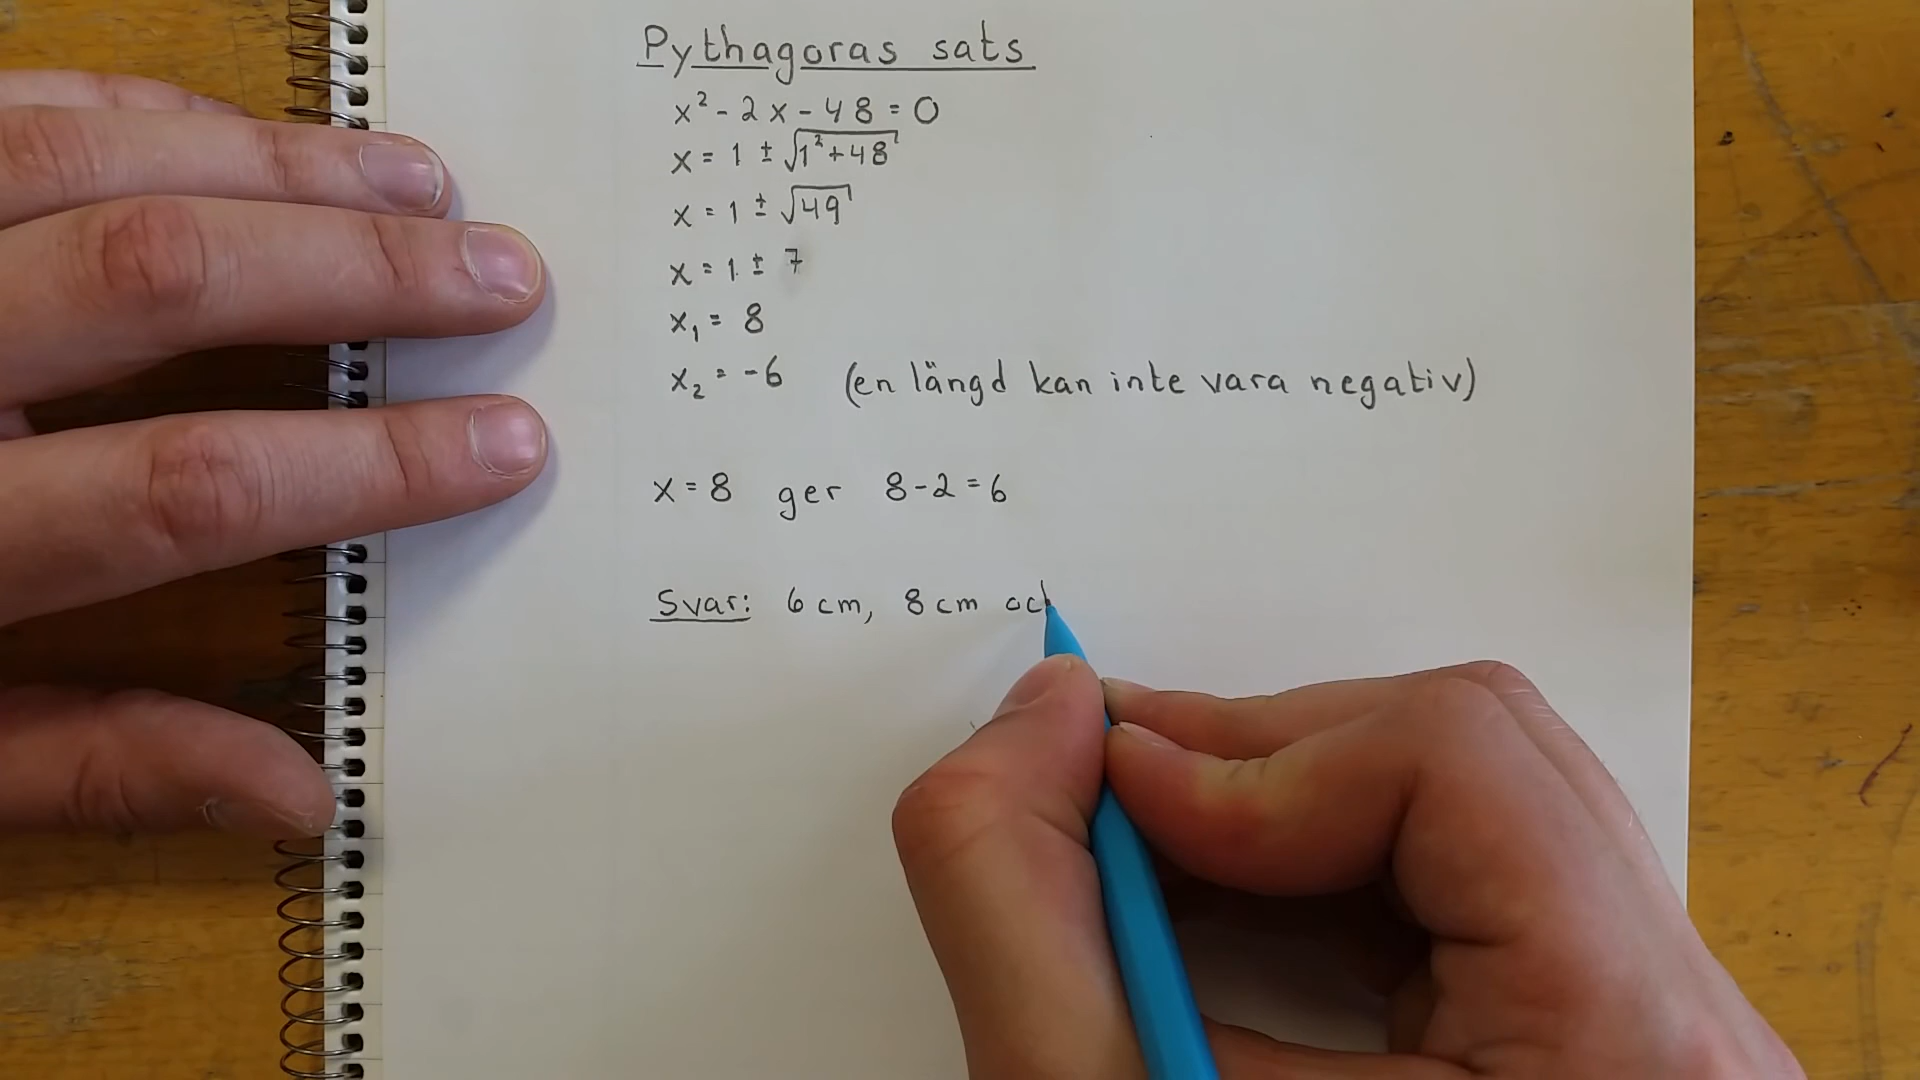 Pythagoras sats
x² - 2x - 48 = 0
x = 1 ± √(1² + 48)
x = 1 ± √49
x = 1 ± 7
x₁ = 8
x₂ = -6 (en längd kan inte vara negativ)
x = 8 ger 8 - 2 = 6
Svar: 6 cm, 8 cm och